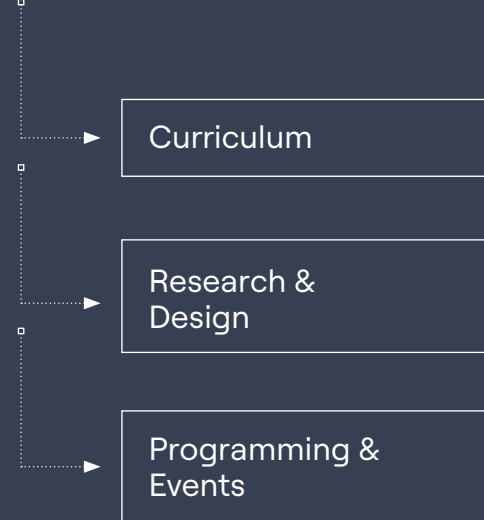 Curriculum
Research &
Design
Programming &
Events